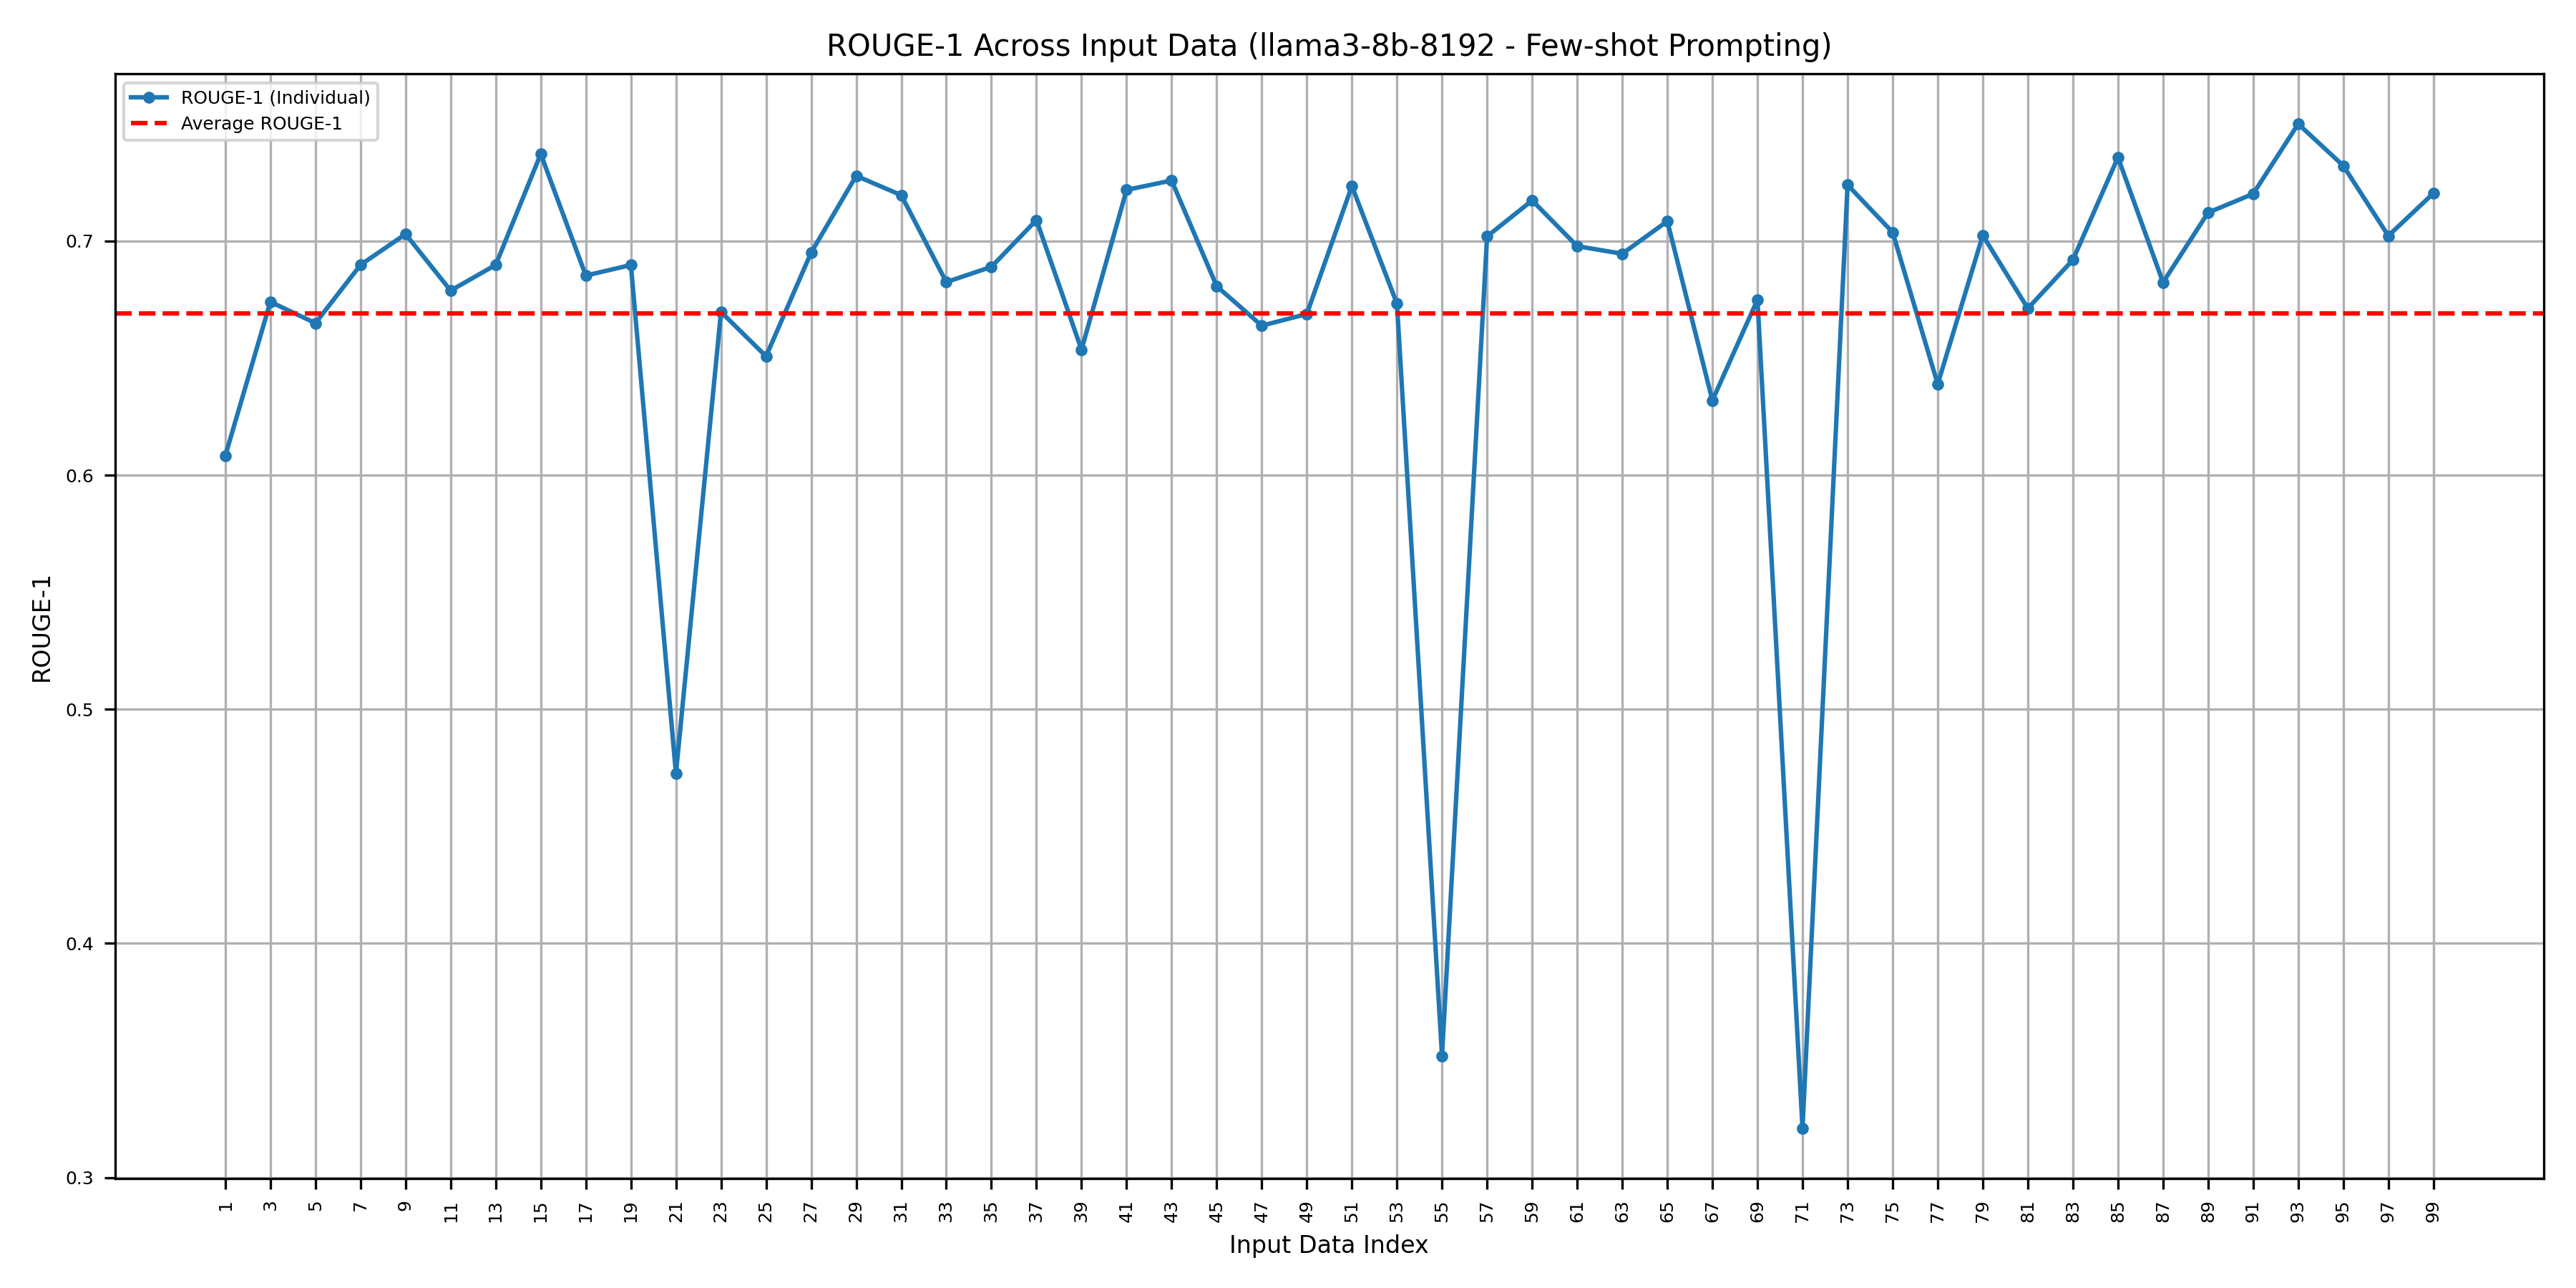 ROUGE-1 Across Input Data (llama3-8b-8192 - Few-shot Prompting)
ROUGE-1 (Individual)
Average ROUGE-1
ROUGE-1
0.7
0.6
0.5
0.4
0.3
1 3 5 7 9 11 13 15 17 19 21 23 25 27 29 31 33 35 37 39 41 43 45 47 49 51 53 55 57 59 61 63 65 67 69 71 73 75 77 79 81 83 85 87 89 91 93 95 97 99
Input Data Index